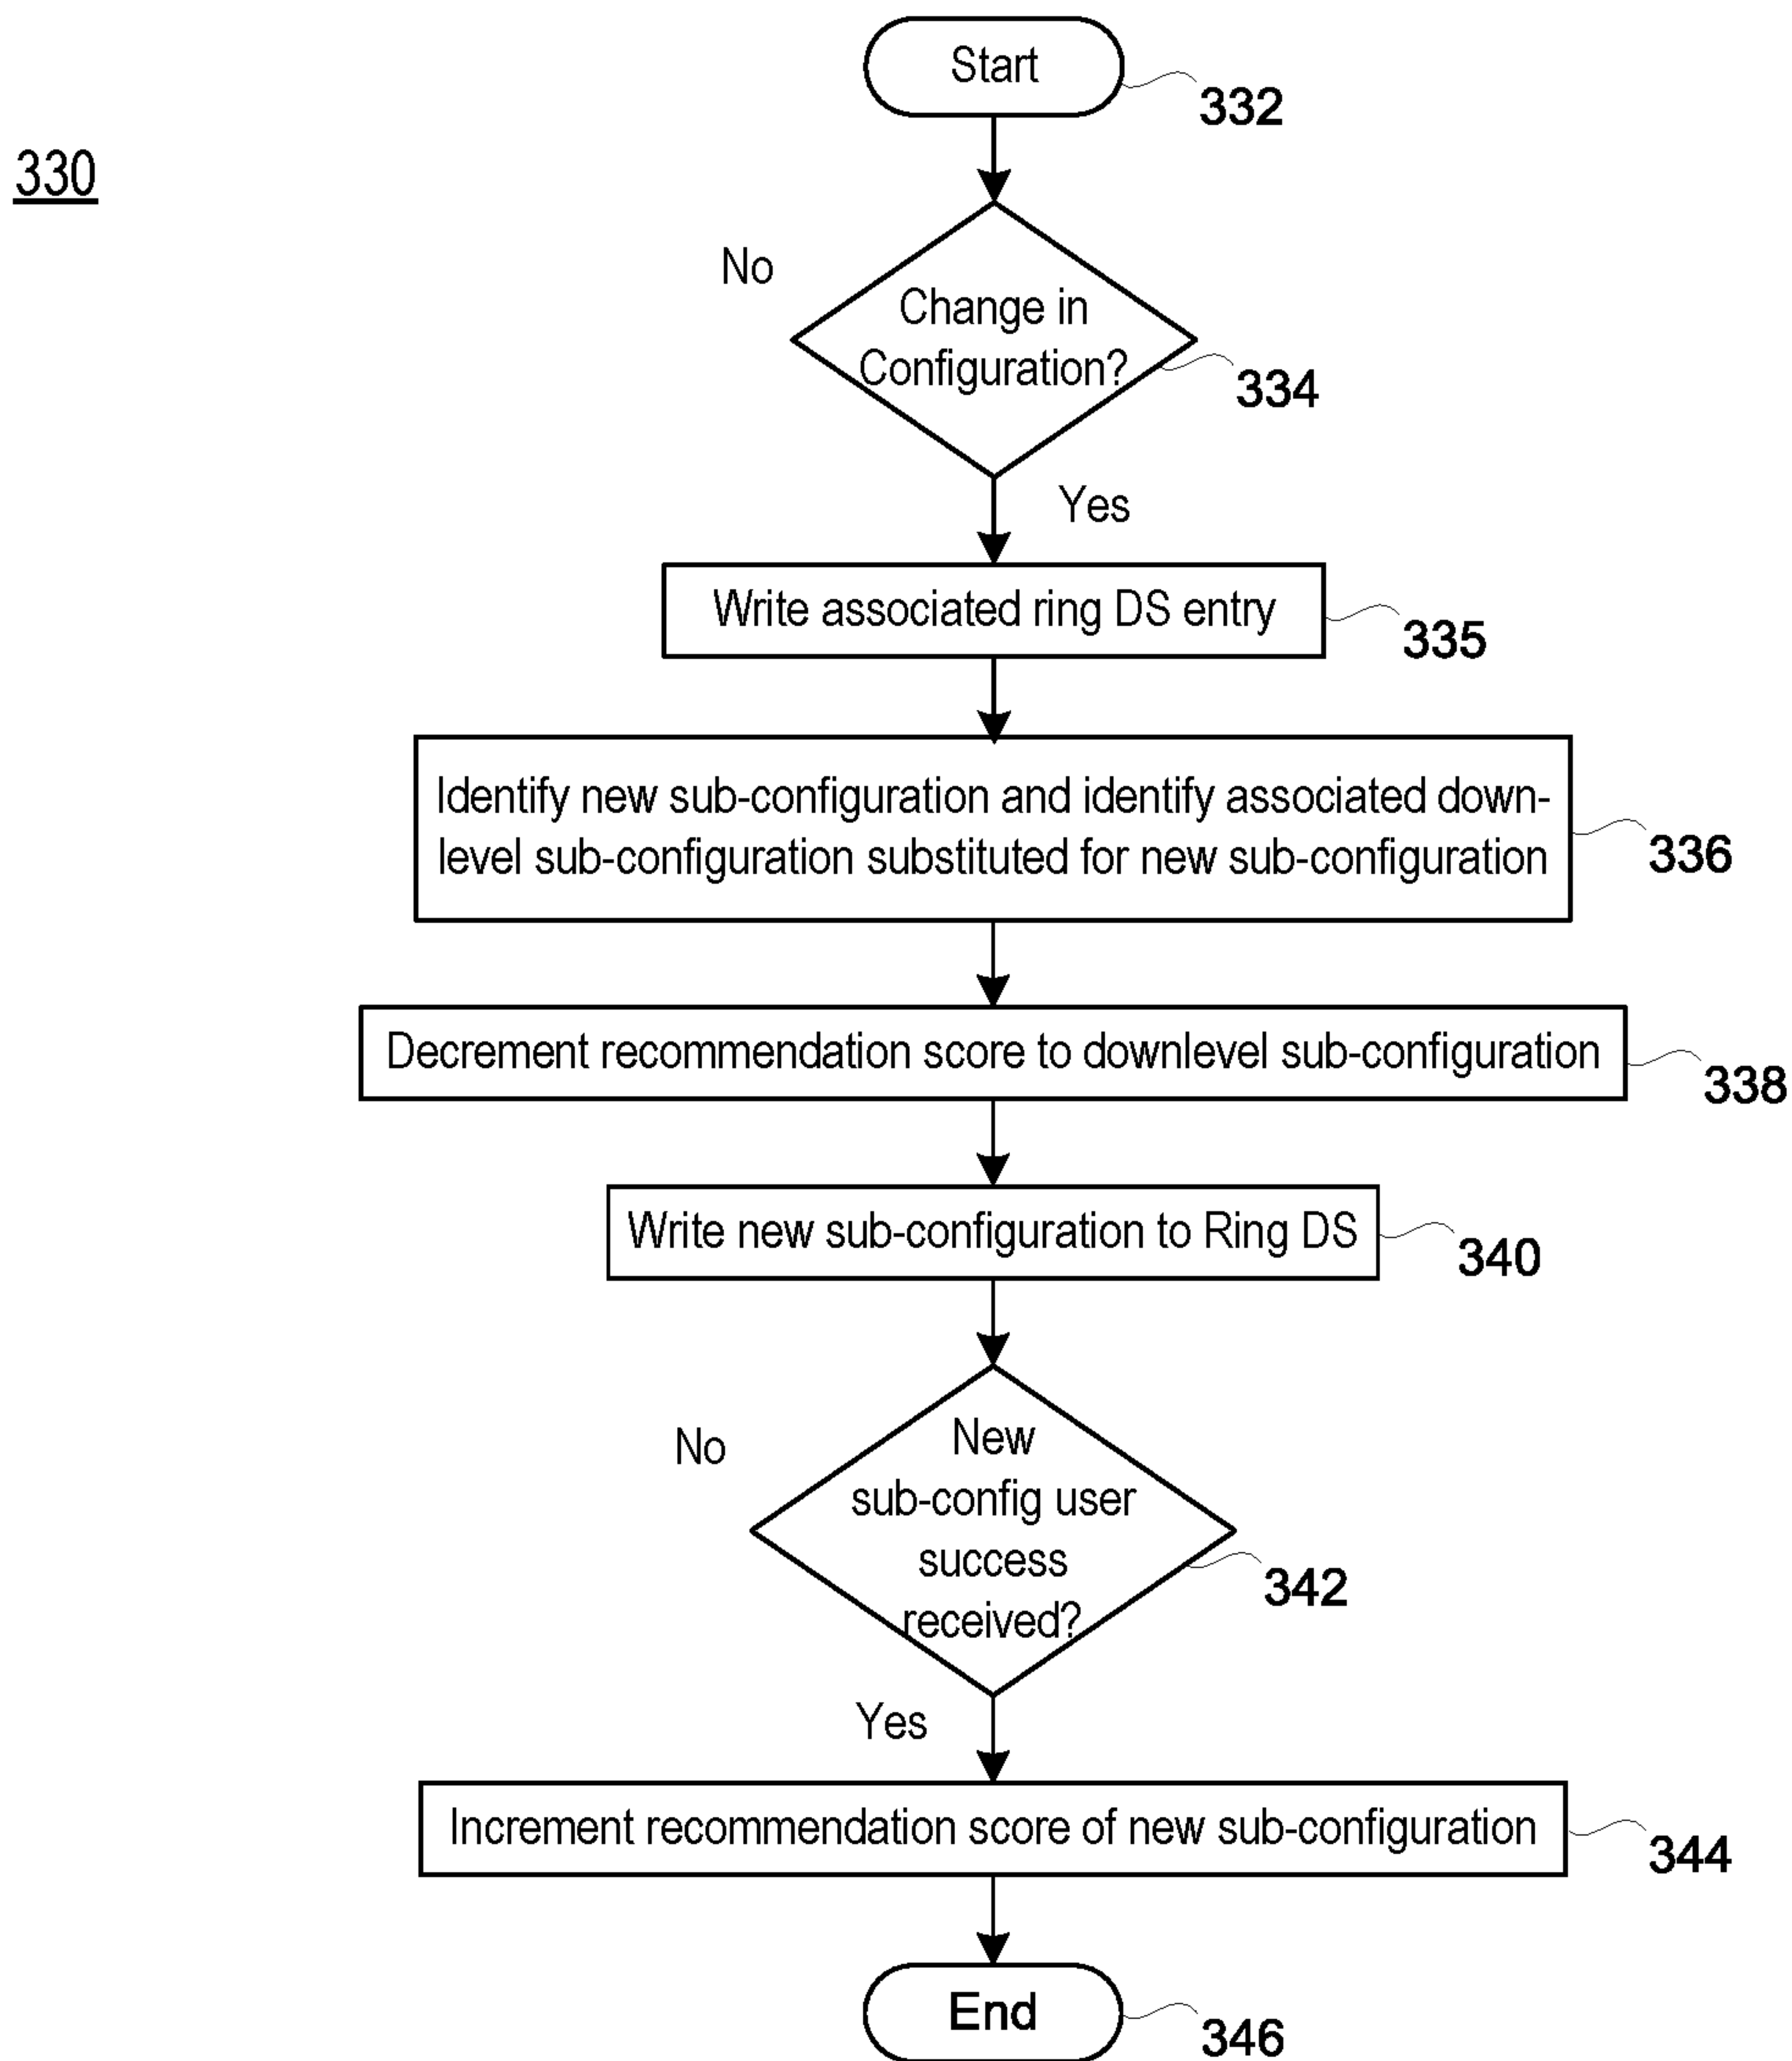 Start
332
330
No
Change in
Configuration?
334
Yes
Write associated ring DS entry
335
Identify new sub-configuration and identify associated down-
level sub-configuration substituted for new sub-configuration
336
Decrement recommendation score to downlevel sub-configuration
338
Write new sub-configuration to Ring DS
340
No
New
sub-config user
success
received?
342
Yes
Increment recommendation score of new sub-configuration
344
End
346